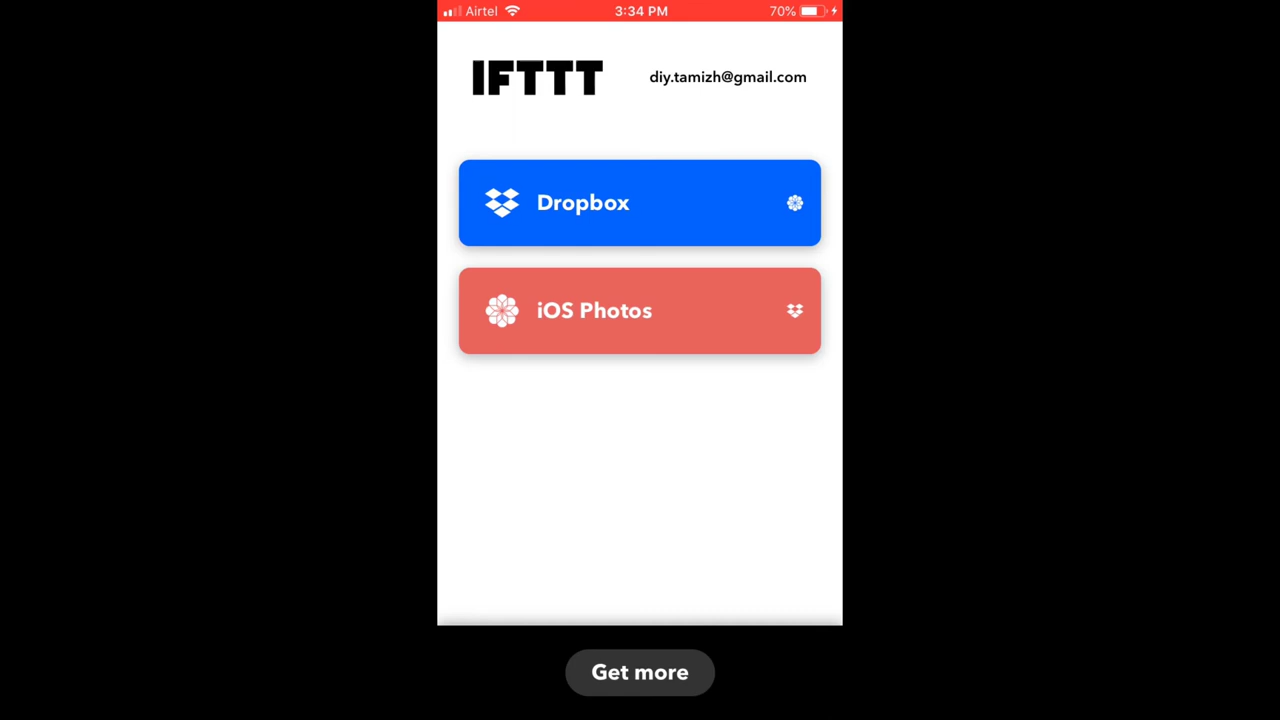 Airtel 3:34 PM 70%
IFTTT diy.tamizh@gmail.com
Dropbox
iOS Photos
Get more